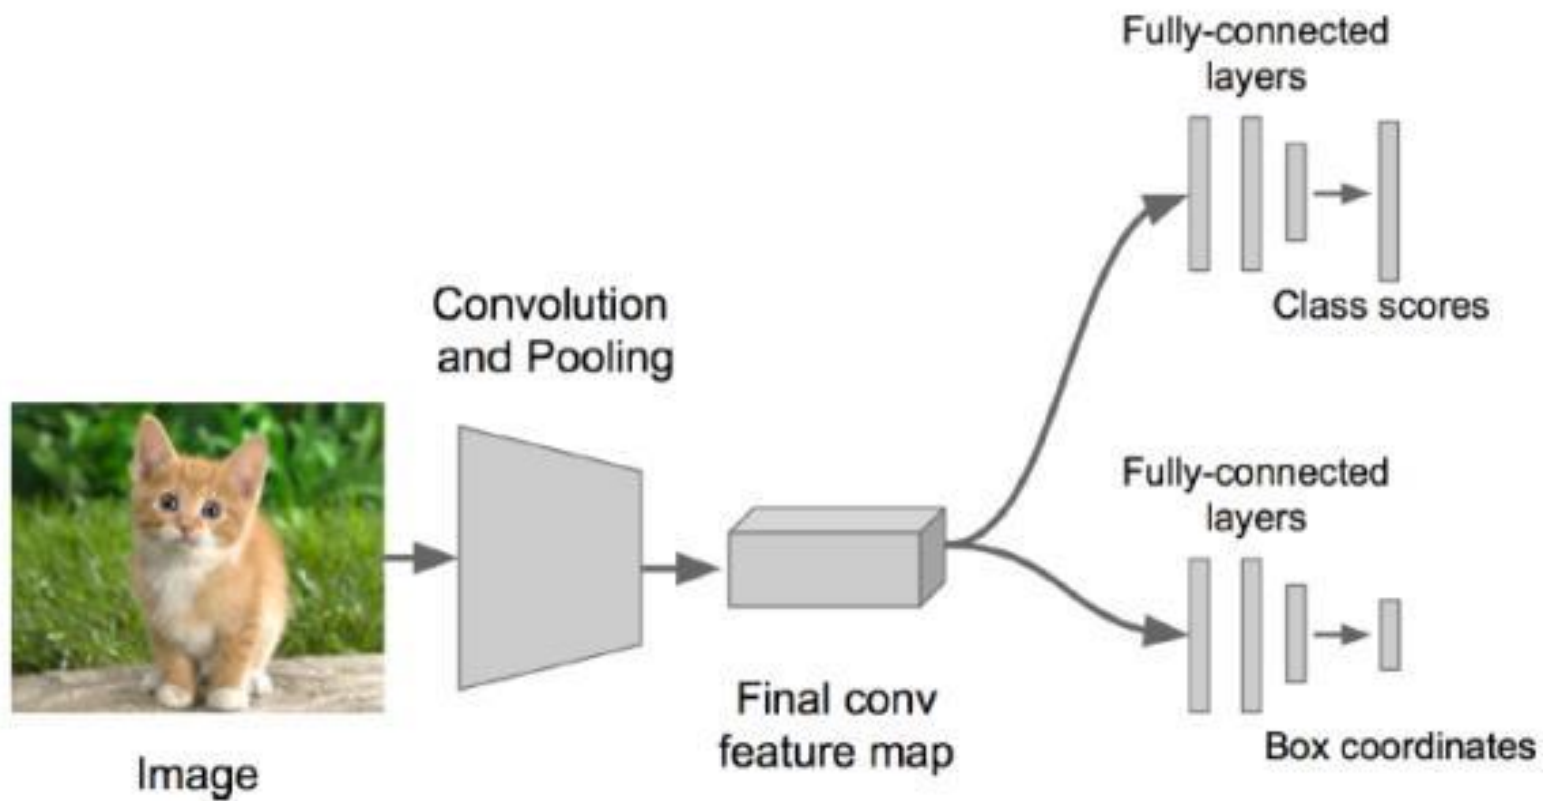 Fully-connected
layers
Class scores
Convolution
and Pooling
Fully-connected
layers
Final conv
feature map
Box coordinates
Image